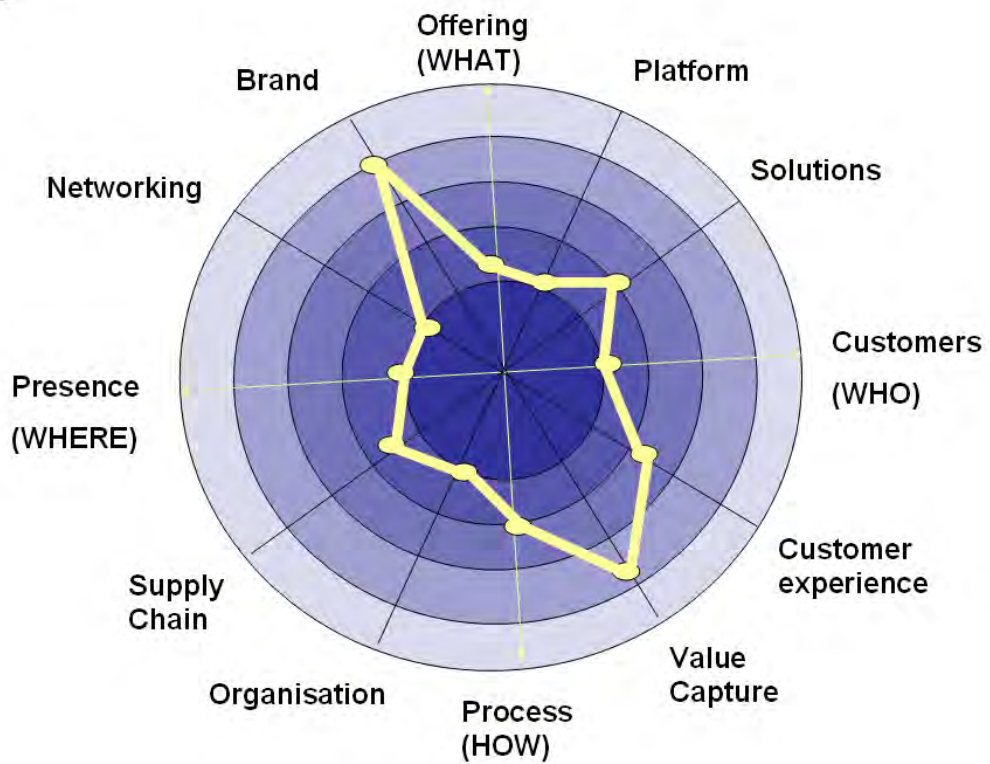 Offering
(WHAT)
Platform
Solutions
Customers
(WHO)
Customer
experience
Value
Capture
Process
(HOW)
Organisation
Supply
Chain
Presence
(WHERE)
Networking
Brand